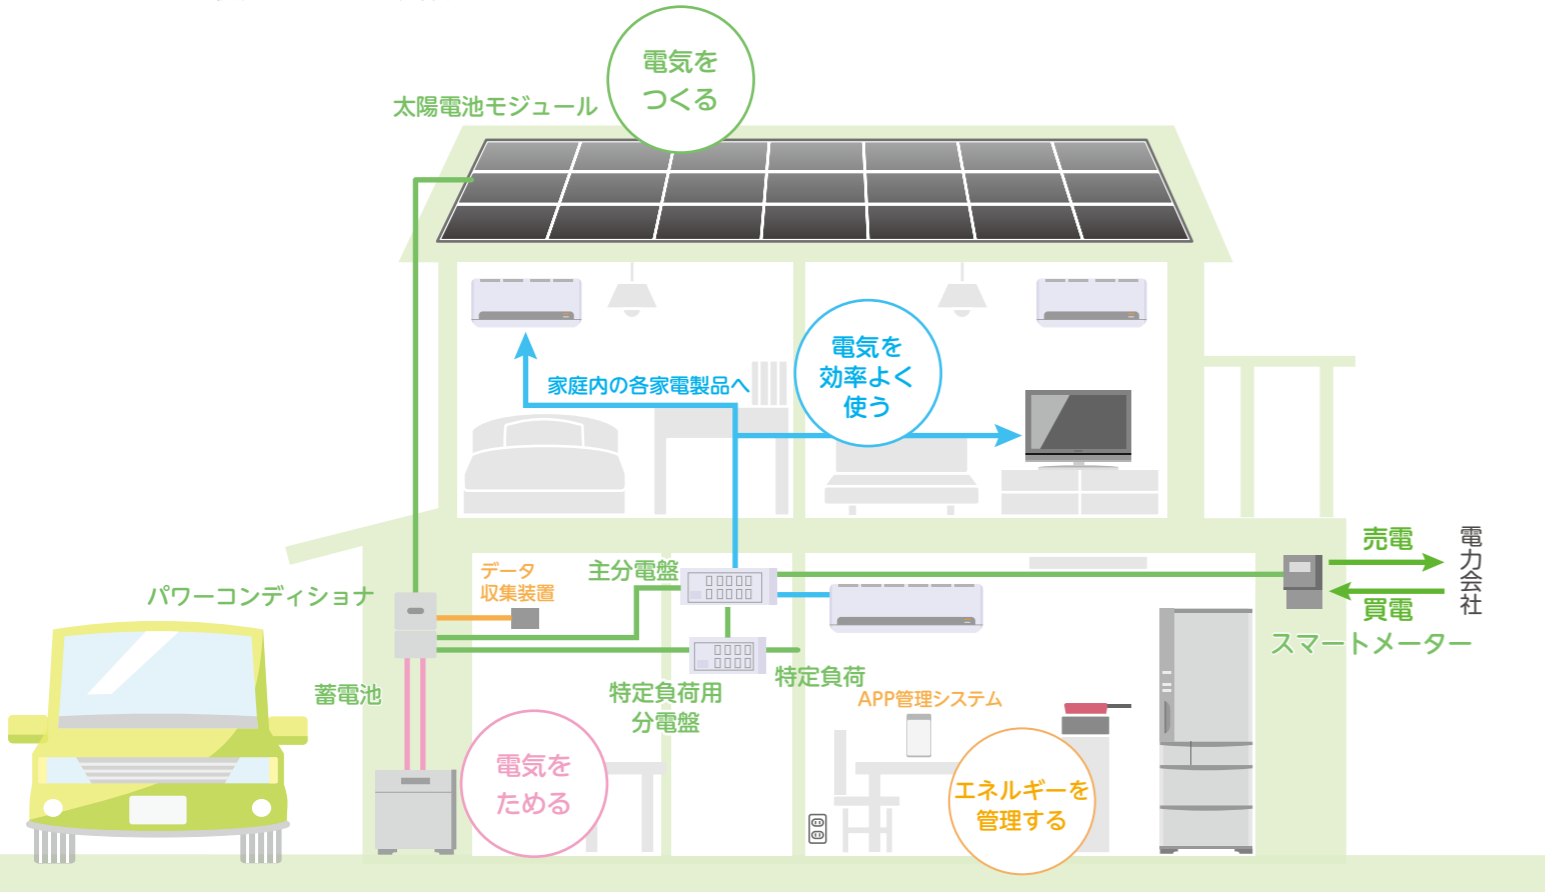 電気を
つくる
太陽電池モジュール
電気を
効率よく
使う
家庭内の各家電製品へ
売電
電力会社
買電
スマートメーター
データ
収集装置
主分電盤
パワーコンディショナ
特定負荷
特定負荷用
分電盤
蓄電池
APP管理システム
電気を
ためる
エネルギーを
管理する